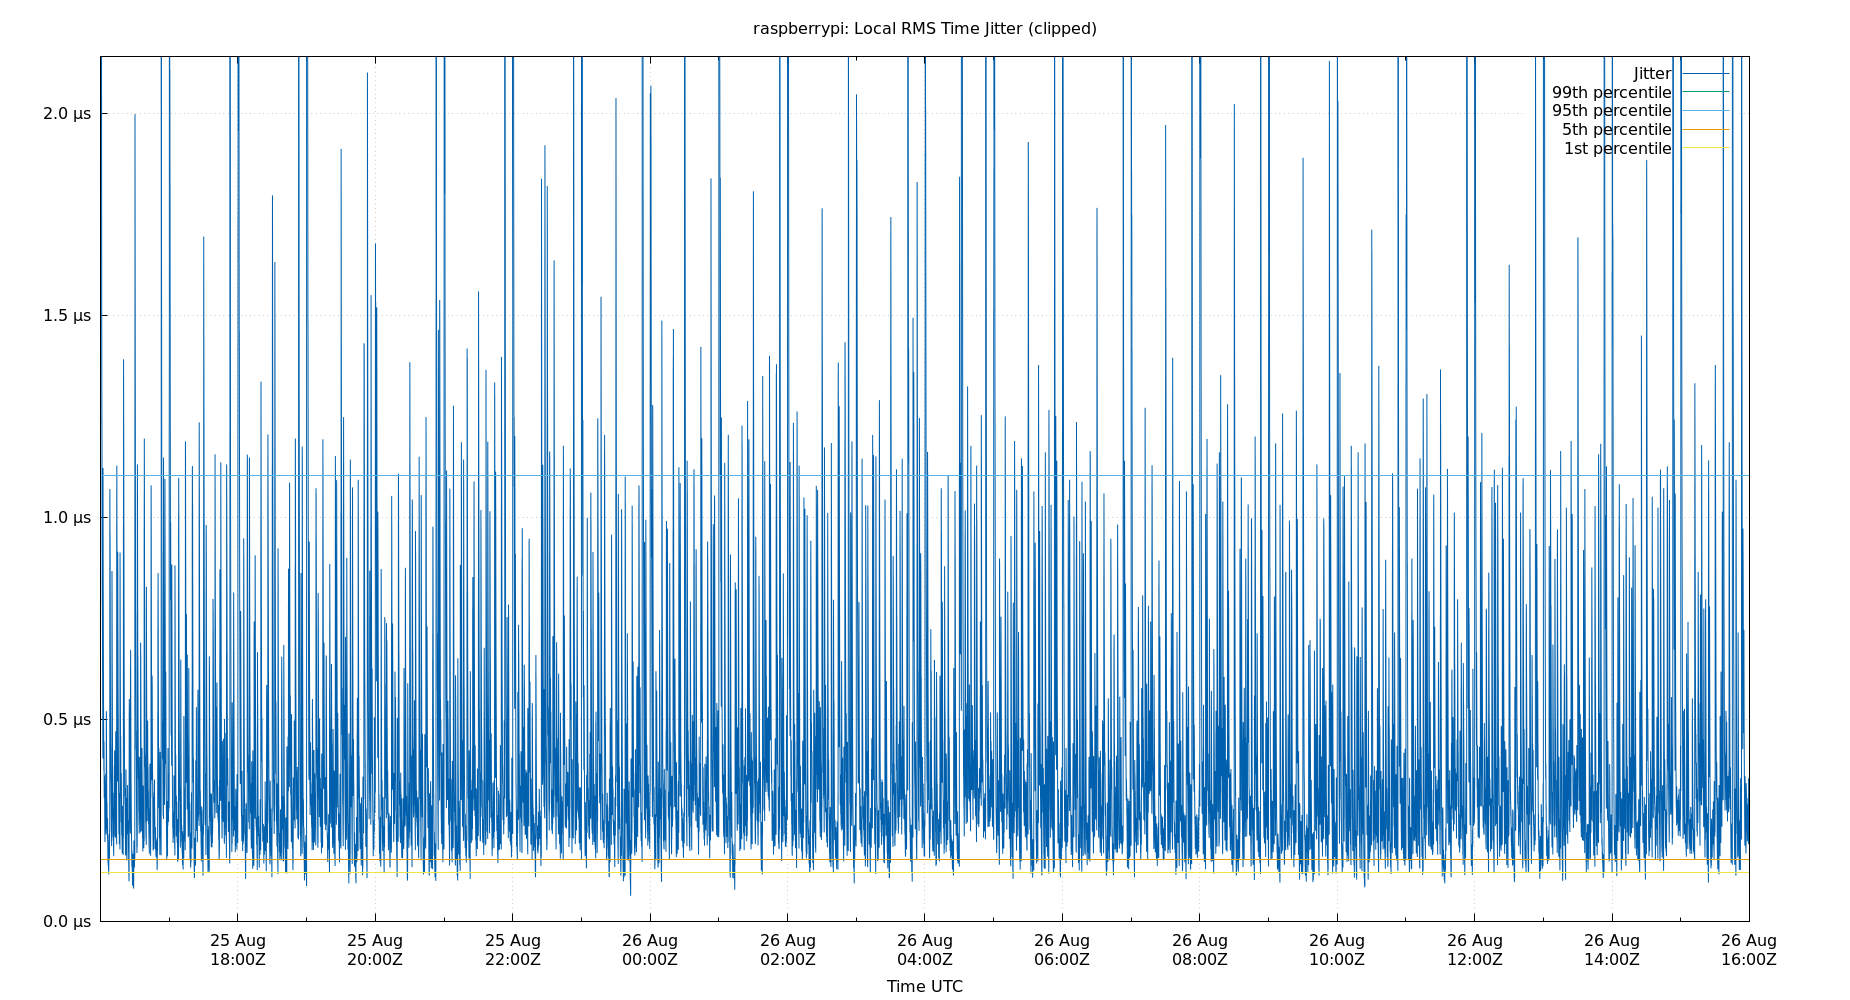 raspberrypi: Local RMS Time Jitter (clipped)
Jitter
99th percentile
95th percentile
5th percentile
1st percentile
2.0 µs
1.5 µs
1.0 µs
0.5 µs
0.0 µs
25 Aug 25 Aug 25 Aug 26 Aug 26 Aug 26 Aug 26 Aug 26 Aug 26 Aug 26 Aug 26 Aug 26 Aug
18:00Z 20:00Z 22:00Z 00:00Z 02:00Z 04:00Z 06:00Z 08:00Z 10:00Z 12:00Z 14:00Z 16:00Z
Time UTC